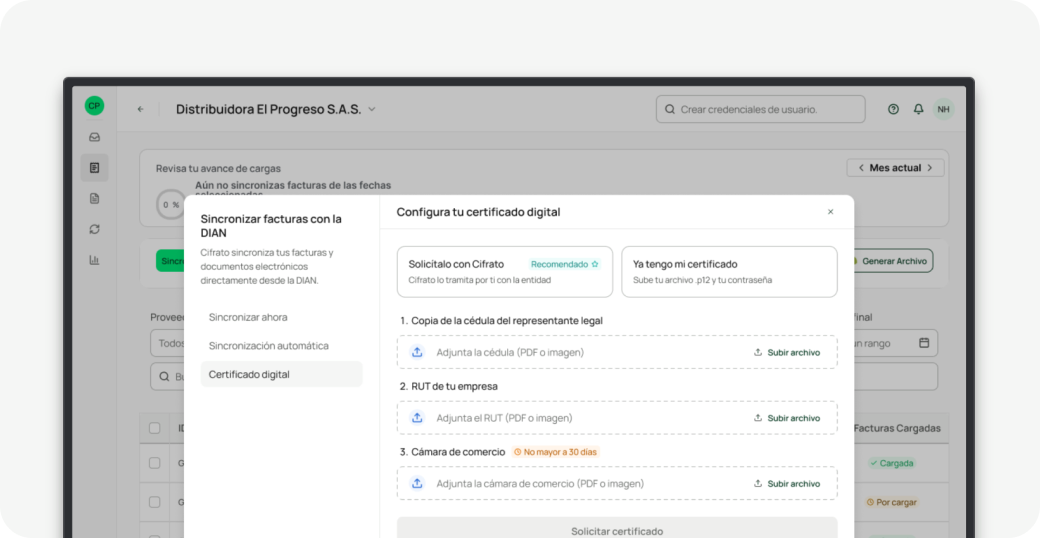 CP
Distribuidora El Progreso S.A.S.
Crear credenciales de usuario.
NH
Revisa tu avance de cargas
Mes actual
Aún no sincronizas facturas de las fechas
seleccionadas
0 %
Sincronizar facturas con la
DIAN
Cifrato sincroniza tus facturas y
documentos electrónicos
directamente desde la DIAN.
Sincronizar ahora
Sincronización automática
Certificado digital
Configura tu certificado digital
×
Solicítalo con Cifrato
Recomendado
Cifrato lo tramita por ti con la entidad
Ya tengo mi certificado
Sube tu archivo .p12 y tu contraseña
1. Copia de la cédula del representante legal
Adjunta la cédula (PDF o imagen)
Subir archivo
2. RUT de tu empresa
Adjunta el RUT (PDF o imagen)
Subir archivo
3. Cámara de comercio
No mayor a 30 días
Adjunta la cámara de comercio (PDF o imagen)
Subir archivo
Solicitar certificado
Generar Archivo
un rango
Facturas Cargadas
Cargada
Por cargar